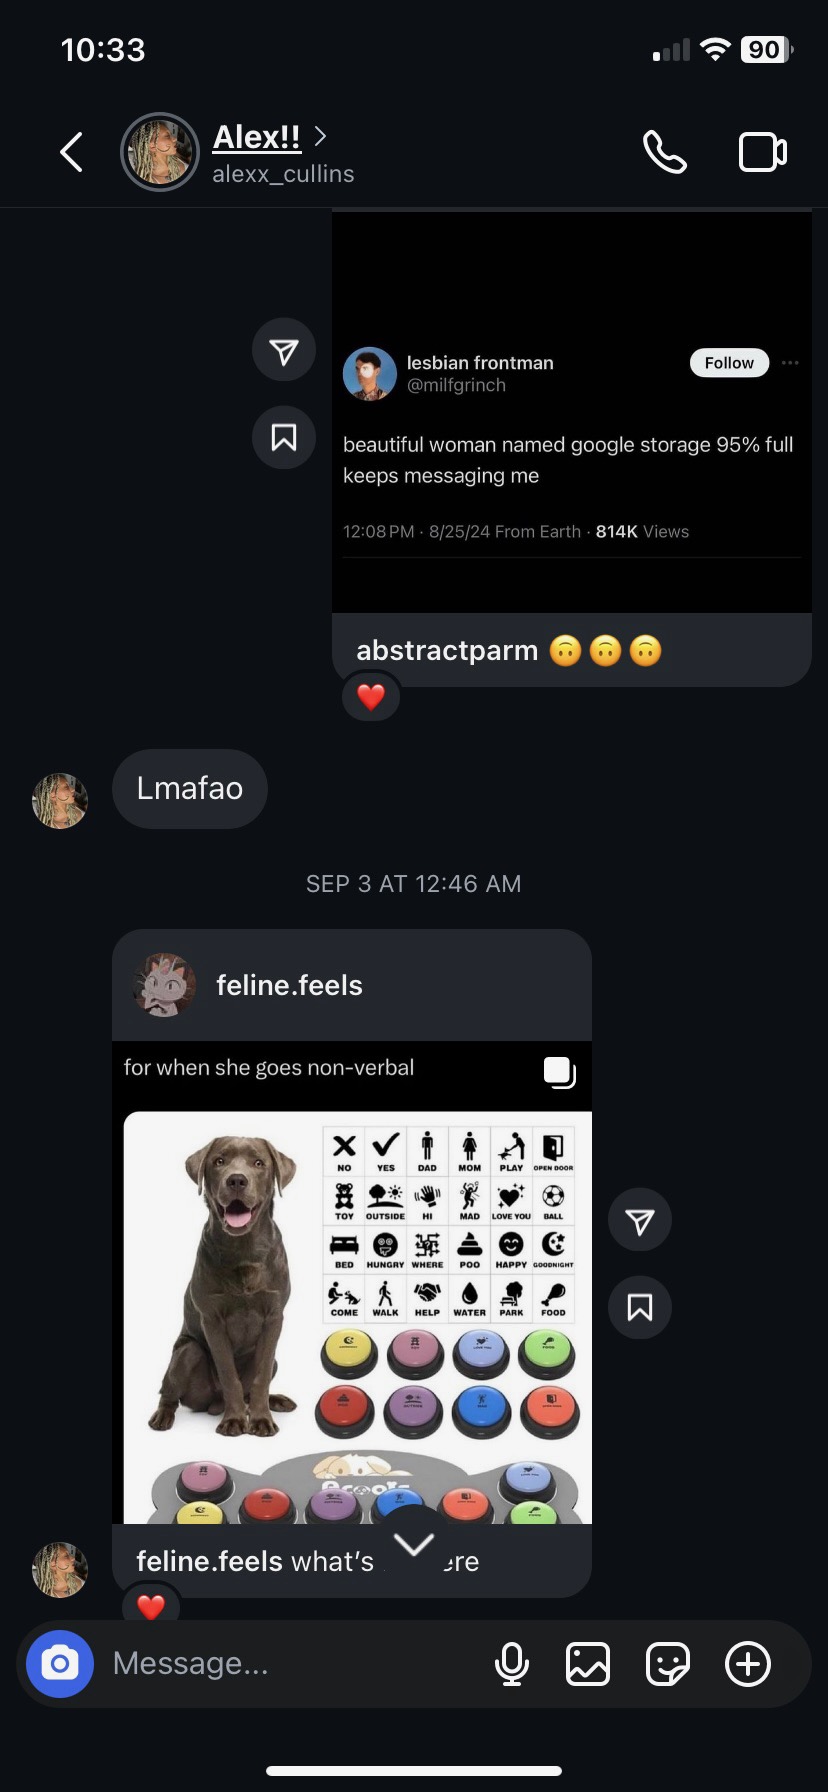 10:33
90
Alex!!
alexx_cullins
lesbian frontman
Follow
@milfgrinch
beautiful woman named google storage 95% full
keeps messaging me
12:08 PM · 8/25/24 From Earth · 814K Views
abstractparm 🙃🙃🙃
Lmafao
SEP 3 AT 12:46 AM
feline.feels
for when she goes non-verbal
NO YES DAD MOM PLAY OPEN DOOR
TOY OUTSIDE HI MAD LOVE YOU BALL
BED HUNGRY WHERE POO HAPPY GOODNIGHT
COME WALK HELP WATER PARK FOOD
feline.feels what's
Message...